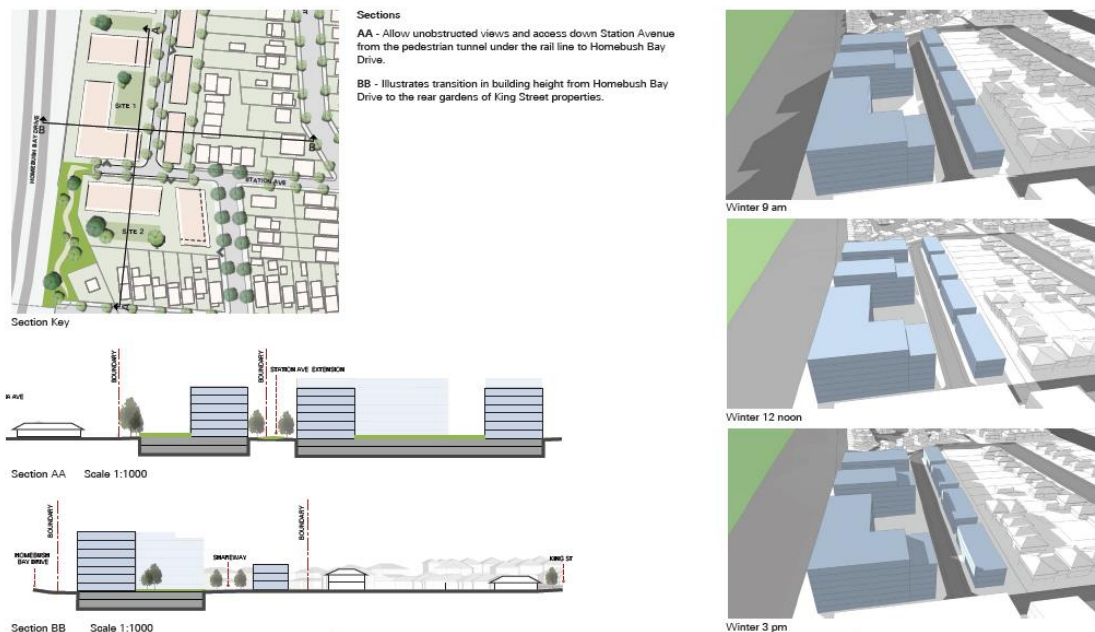 Sections
AA - Allow unobstructed views and access down Station Avenue
from the pedestrian tunnel under the rail line to Homebush Bay
Drive.
BB - Illustrates transition in building height from Homebush Bay
Drive to the rear gardens of King Street properties.
A
SITE 1
HOMEBUSH BAY DRIVE
B
B
STATION AVE
SITE 2
A
Section Key
BOUNDARY
BOUNDARY
STATION AVE EXTENSION
IA AVE
Section AA Scale 1:1000
BOUNDARY
BOUNDARY
HOMEBUSH
BAY DRIVE
SHAREWAY
KING ST
Section BB Scale 1:1000
Winter 9 am
Winter 12 noon
Winter 3 pm